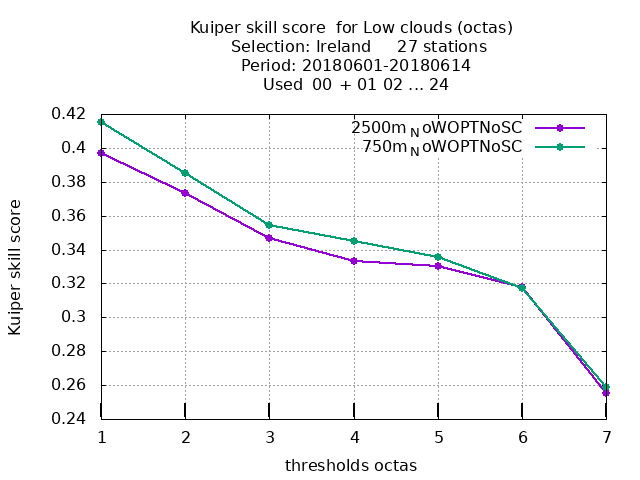 Kuiper skill score  for Low clouds (octas)
Selection: Ireland     27 stations
Period: 20180601-20180614
Used  00 + 01 02 ... 24
0.42
0.4
0.38
0.36
0.34
0.32
0.3
0.28
0.26
0.24
Kuiper skill score
2500m_NoWOPTNoSC
750m_NoWOPTNoSC
1 2 3 4 5 6 7
thresholds octas